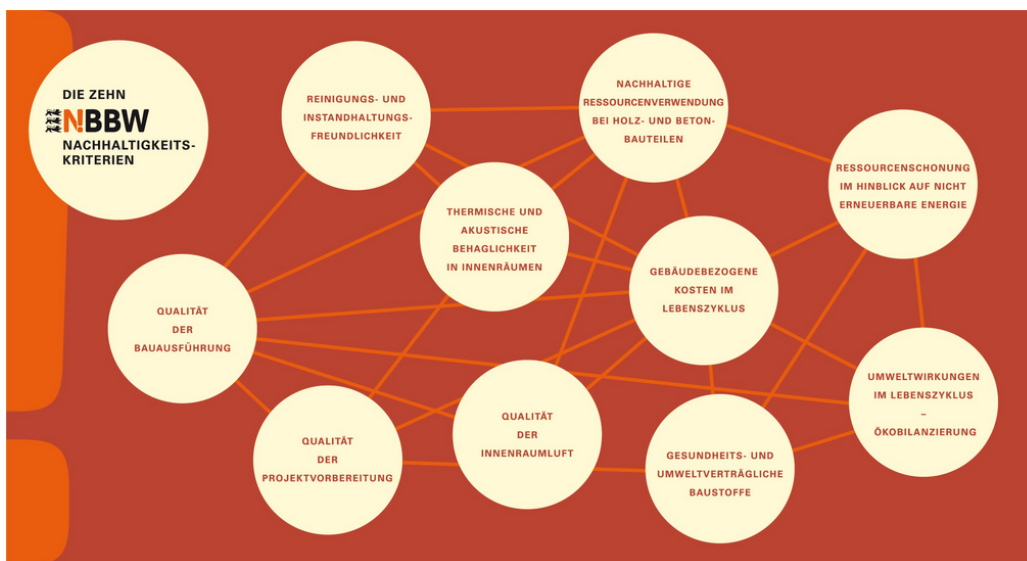 DIE ZEHN
N!BBW
NACHHALTIGKEITS-
KRITERIEN
REINIGUNGS- UND
INSTANDHALTUNGS-
FREUNDLICHKEIT
NACHHALTIGE
RESSOURCENVERWENDUNG
BEI HOLZ- UND BETON-
BAUTEILEN
RESSOURCENSCHONUNG
IM HINBLICK AUF NICHT
ERNEUERBARE ENERGIE
THERMISCHE UND
AKUSTISCHE
BEHAGLICHKEIT
IN INNENRÄUMEN
GEBÄUDEBEZOGENE
KOSTEN IM
LEBENSZYKLUS
QUALITÄT
DER
BAUAUSFÜHRUNG
UMWELTWIRKUNGEN
IM LEBENSZYKLUS
–
ÖKOBILANZIERUNG
QUALITÄT
DER
PROJEKTVORBEREITUNG
QUALITÄT
DER
INNENRAUMLUFT
GESUNDHEITS- UND
UMWELTVERTRÄGLICHE
BAUSTOFFE